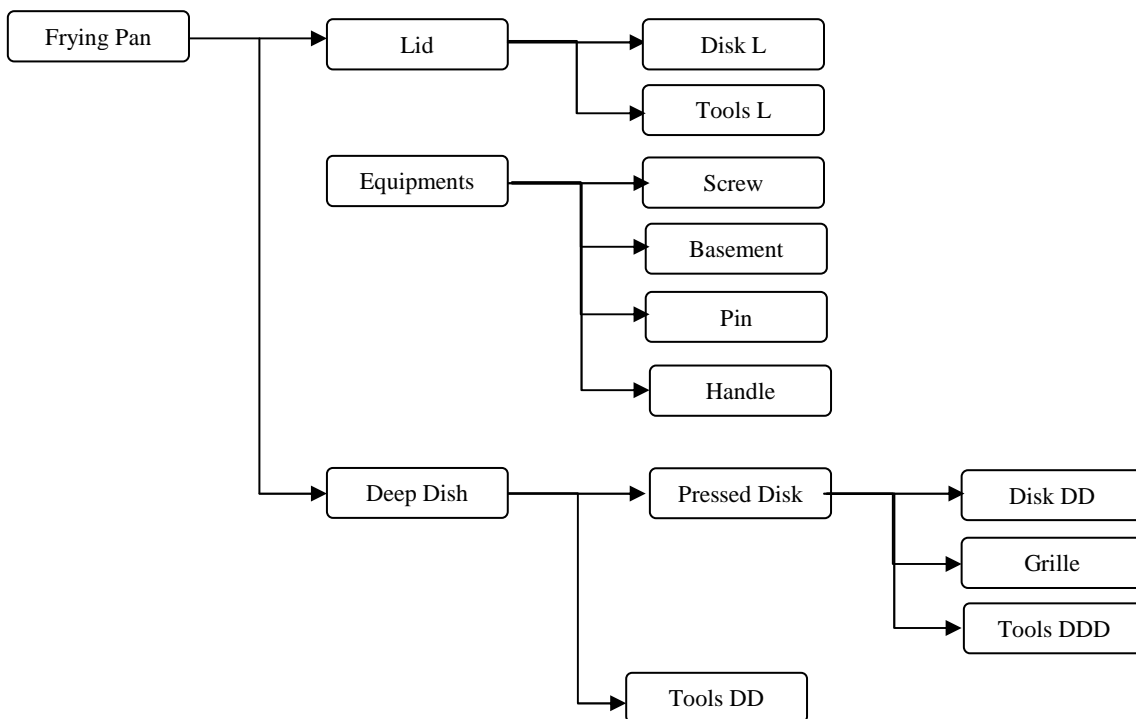 Frying Pan
Lid
Disk L
Tools L
Equipments
Screw
Basement
Pin
Handle
Deep Dish
Pressed Disk
Disk DD
Grille
Tools DDD
Tools DD